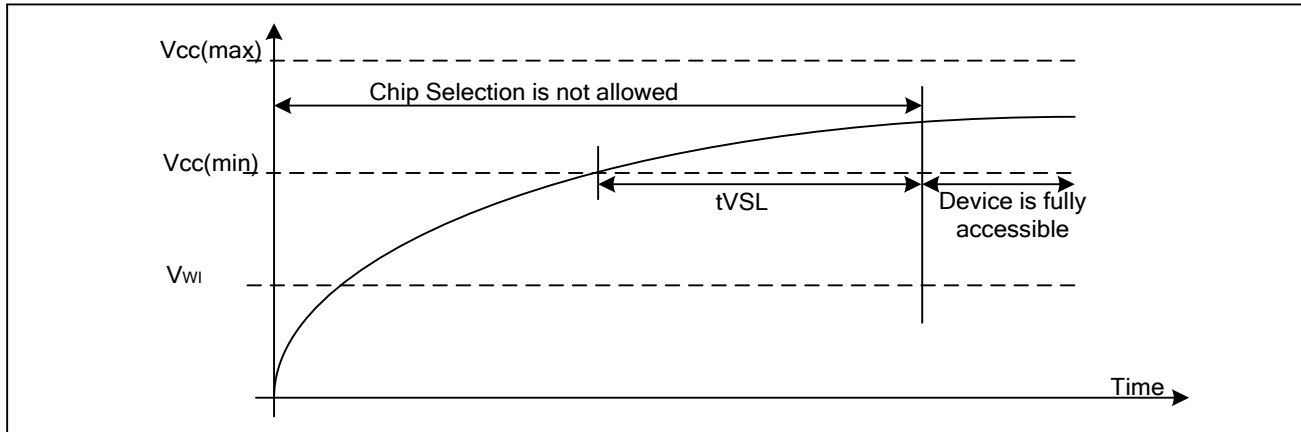 Vcc(max)
Chip Selection is not allowed
Vcc(min)
tVSL
Device is fully
accessible
VWI
Time